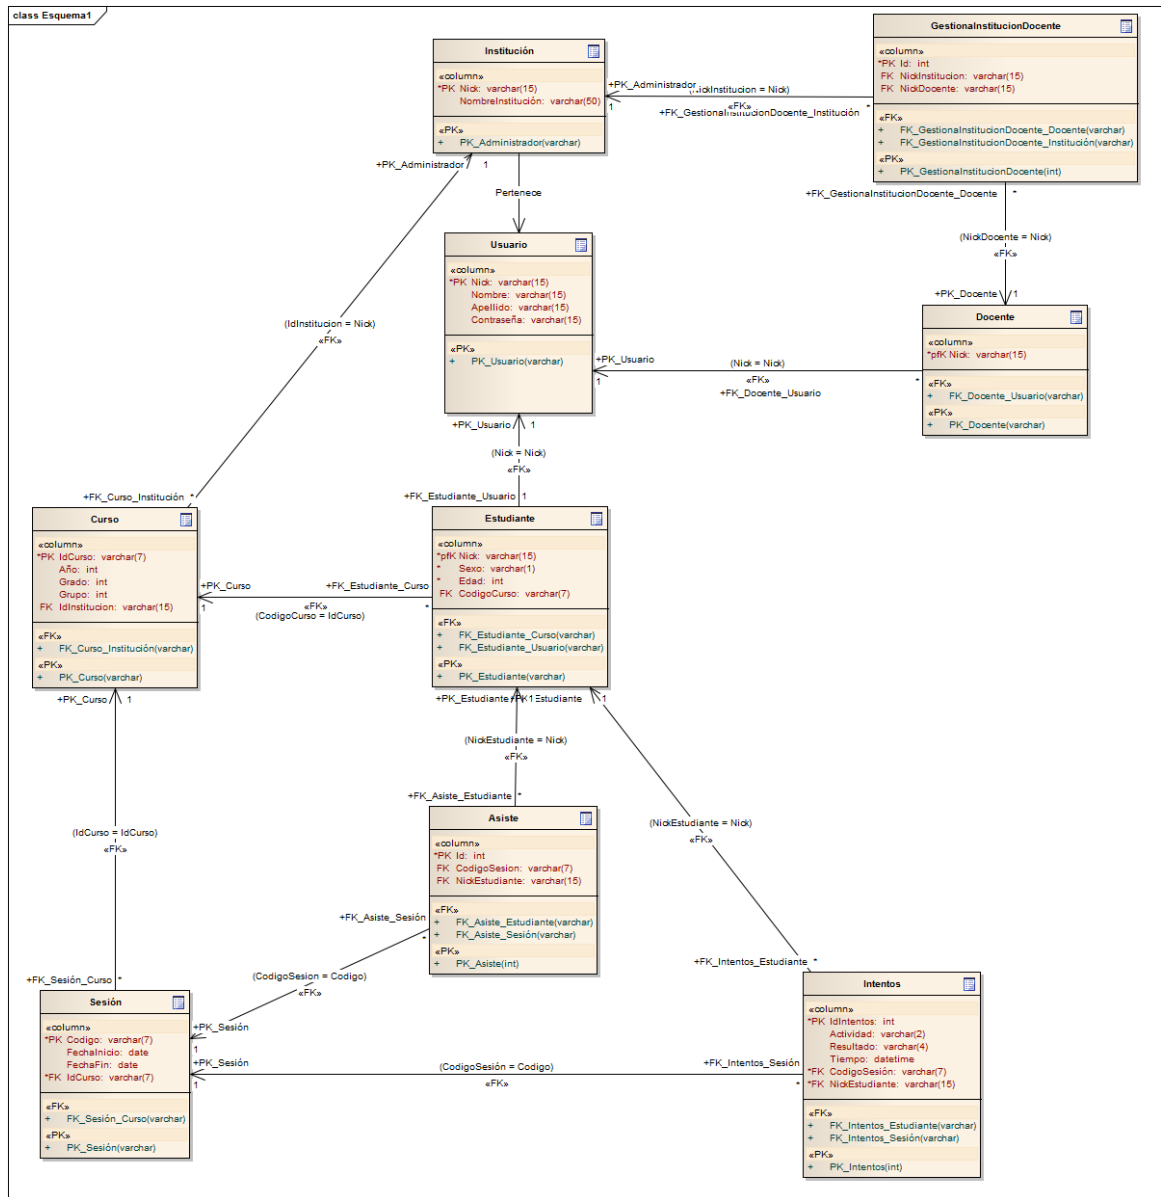 class Esquema1
Institución
«column»
*PK Nick: varchar(15)
NombreInstitución: varchar(50)
«PK»
+ PK_Administrador(varchar)
GestionaInstitucionDocente
«column»
*PK Id: int
FK NickInstitucion: varchar(15)
FK NickDocente: varchar(15)
«FK»
+ FK_GestionaInstitucionDocente_Docente(varchar)
+ FK_GestionaInstitucionDocente_Institución(varchar)
«PK»
+ PK_GestionaInstitucionDocente(int)
+PK_Administrador
1
«FK»
+FK_GestionaInstitucionDocente_Institución
*
+PK_Administrador
1
Pertenece
+FK_GestionaInstitucionDocente_Docente
*
(NickDocente = Nick)
«FK»
+PK_Docente
1
Usuario
«column»
*PK Nick: varchar(15)
Nombre: varchar(15)
Apellido: varchar(15)
Contraseña: varchar(15)
«PK»
+ PK_Usuario(varchar)
Docente
«column»
*pfK Nick: varchar(15)
«FK»
+ FK_Docente_Usuario(varchar)
«PK»
+ PK_Docente(varchar)
+PK_Usuario
1
(Nick = Nick)
«FK»
+FK_Docente_Usuario
*
(IdInstitucion = Nick)
«FK»
+PK_Usuario
1
(Nick = Nick)
«FK»
+FK_Estudiante_Usuario
1
+FK_Curso_Institución
*
Curso
«column»
*PK IdCurso: varchar(7)
Año: int
Grado: int
Grupo: int
FK IdInstitucion: varchar(15)
«FK»
+ FK_Curso_Institución(varchar)
«PK»
+ PK_Curso(varchar)
+PK_Curso
1
«FK»
(CodigoCurso = IdCurso)
+FK_Estudiante_Curso
*
Estudiante
«column»
*pfK Nick: varchar(15)
* Sexo: varchar(1)
* Edad: int
FK CodigoCurso: varchar(7)
«FK»
+ FK_Estudiante_Curso(varchar)
+ FK_Estudiante_Usuario(varchar)
«PK»
+ PK_Estudiante(varchar)
+PK_Curso
1
+PK_Estudiante
1
1
(NickEstudiante = Nick)
«FK»
+FK_Asiste_Estudiante
*
(NickEstudiante = Nick)
«FK»
(IdCurso = IdCurso)
«FK»
Asiste
«column»
*PK Id: int
FK CodigoSesion: varchar(7)
FK NickEstudiante: varchar(15)
«FK»
+ FK_Asiste_Estudiante(varchar)
+ FK_Asiste_Sesión(varchar)
«PK»
+ PK_Asiste(int)
+FK_Asiste_Sesión
*
(CodigoSesion = Codigo)
«FK»
+PK_Sesión
1
+FK_Sesión_Curso
*
+FK_Intentos_Estudiante
*
Sesión
«column»
*PK Codigo: varchar(7)
FechaInicio: date
FechaFin: date
*FK IdCurso: varchar(7)
«FK»
+ FK_Sesión_Curso(varchar)
«PK»
+ PK_Sesión(varchar)
+PK_Sesión
1
(CodigoSesión = Codigo)
«FK»
+FK_Intentos_Sesión
*
Intentos
«column»
*PK IdIntentos: int
Actividad: varchar(2)
Resultado: varchar(4)
Tiempo: datetime
*FK CodigoSesión: varchar(7)
*FK NickEstudiante: varchar(15)
«FK»
+ FK_Intentos_Estudiante(varchar)
+ FK_Intentos_Sesión(varchar)
«PK»
+ PK_Intentos(int)